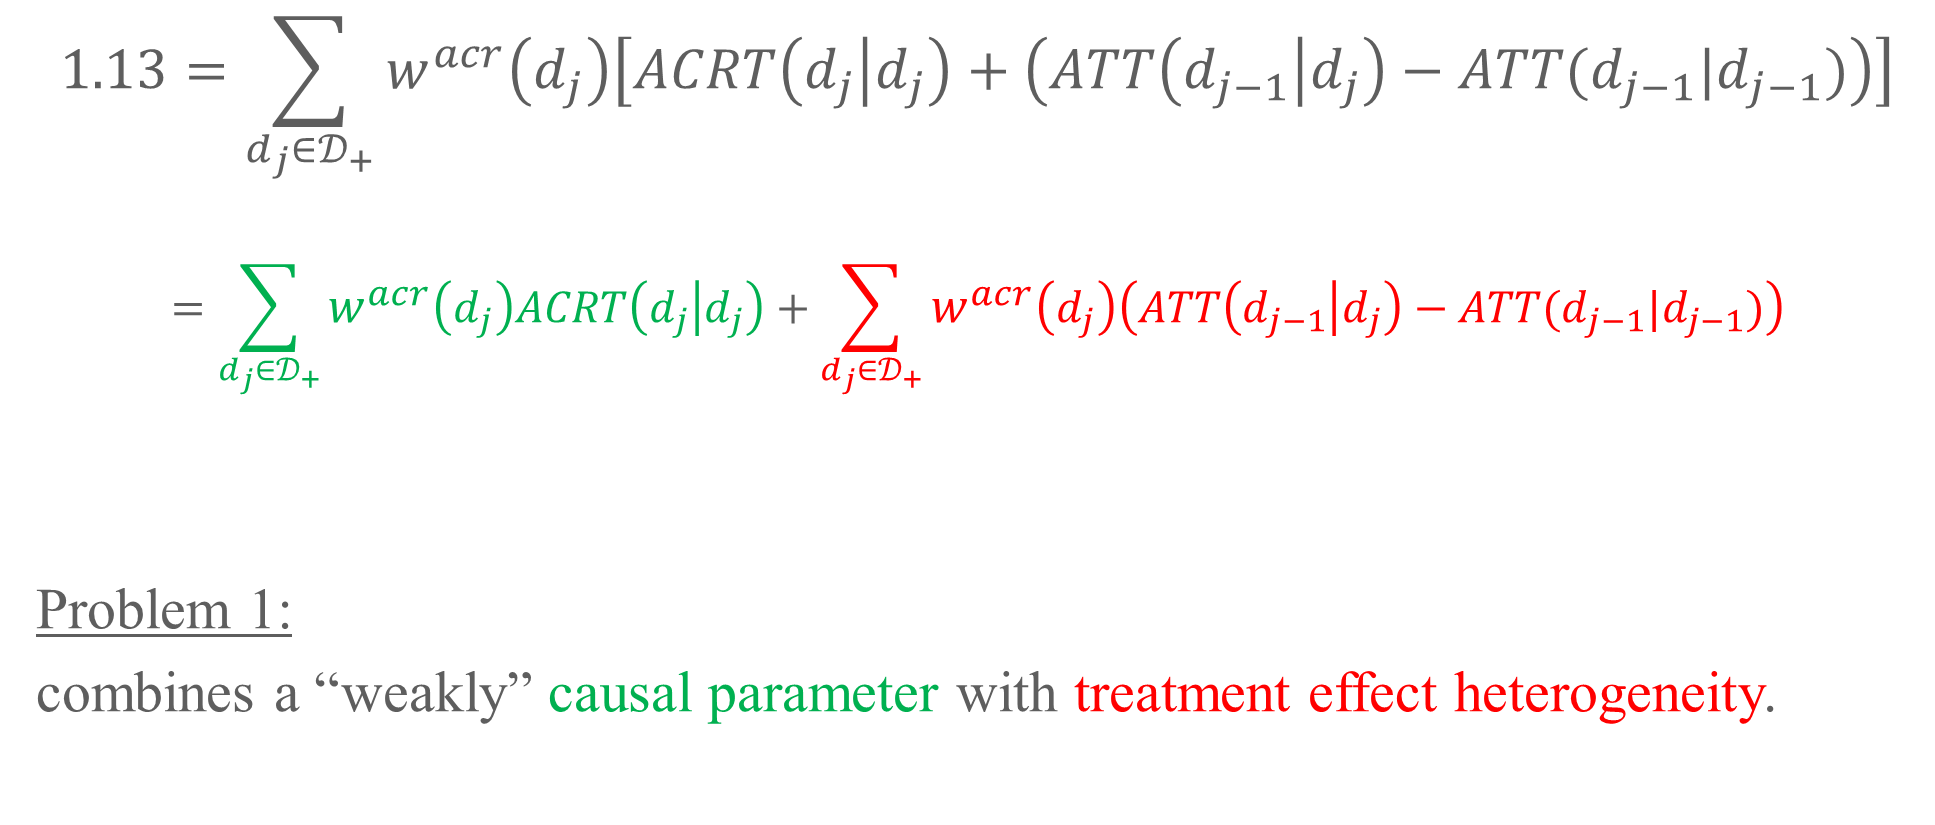 1.13 = ∑_{d_j∈𝒟_+} w^{acr}(d_j)[ACRT(d_j|d_j) + (ATT(d_{j−1}|d_j) − ATT(d_{j−1}|d_{j−1}))]
= ∑_{d_j∈𝒟_+} w^{acr}(d_j)ACRT(d_j|d_j) + ∑_{d_j∈𝒟_+} w^{acr}(d_j)(ATT(d_{j−1}|d_j) − ATT(d_{j−1}|d_{j−1}))
Problem 1:
combines a “weakly” causal parameter with treatment effect heterogeneity.